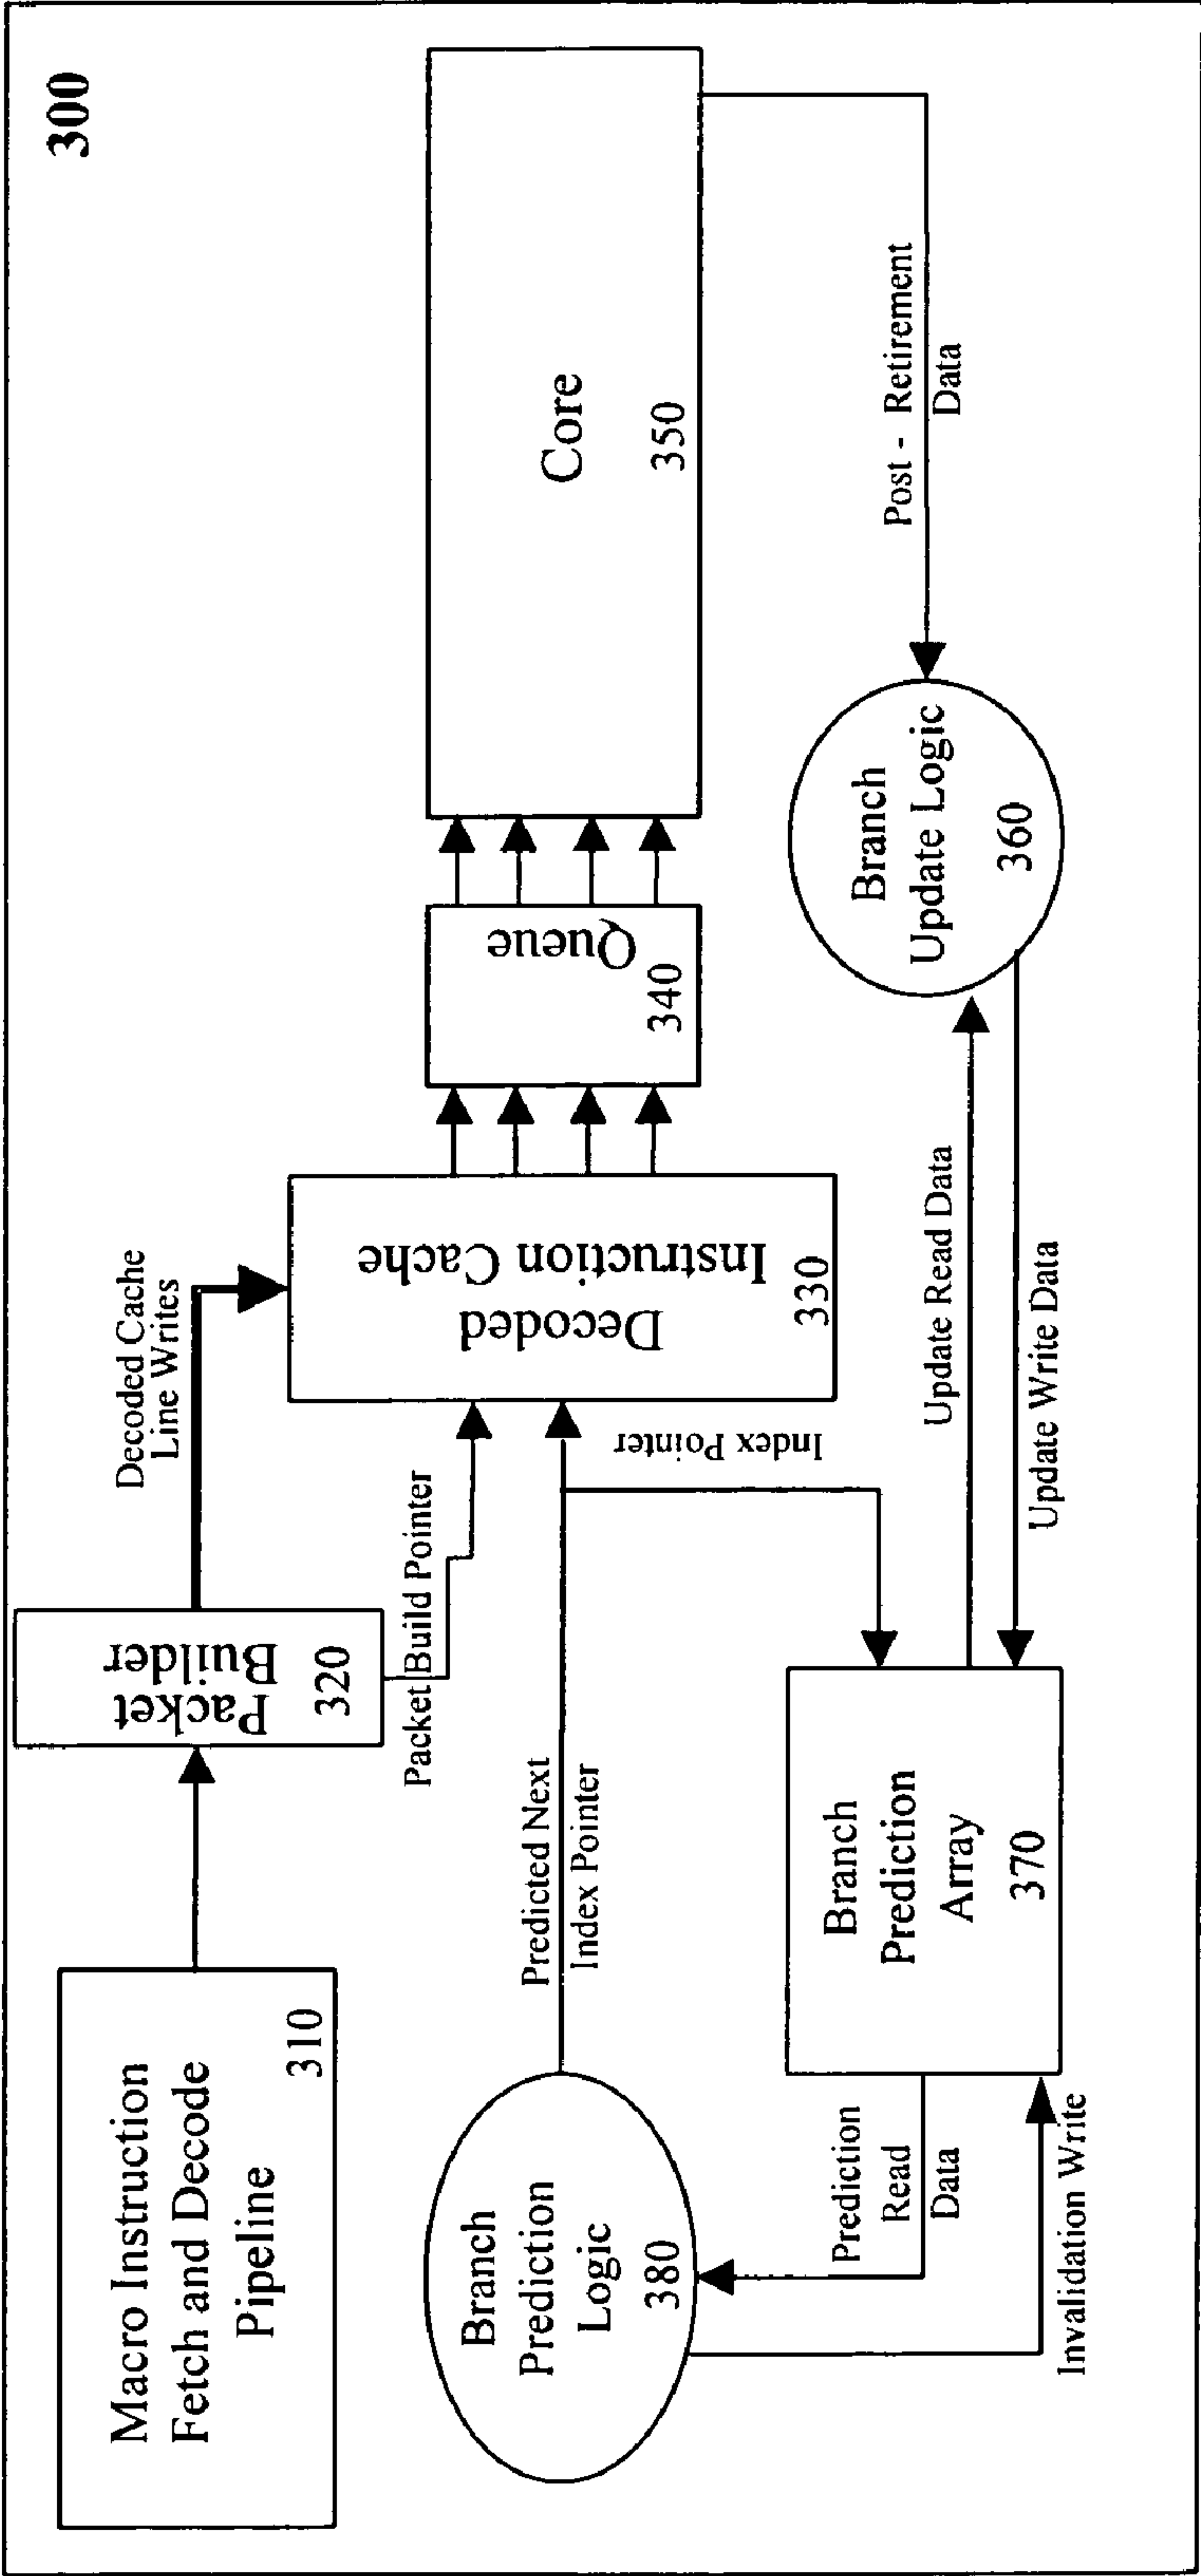 300
Macro Instruction
Fetch and Decode
Pipeline
310
Packet
Builder
320
Decoded Cache
Line Writes
Packet Build Pointer
Decoded
Instruction Cache
330
Queue
340
Core
350
Branch
Prediction
Logic
380
Predicted Next
Index Pointer
Index Pointer
Prediction
Read
Data
Invalidation Write
Branch
Prediction
Array
370
Update Read Data
Update Write Data
Branch
Update Logic
360
Post - Retirement
Data